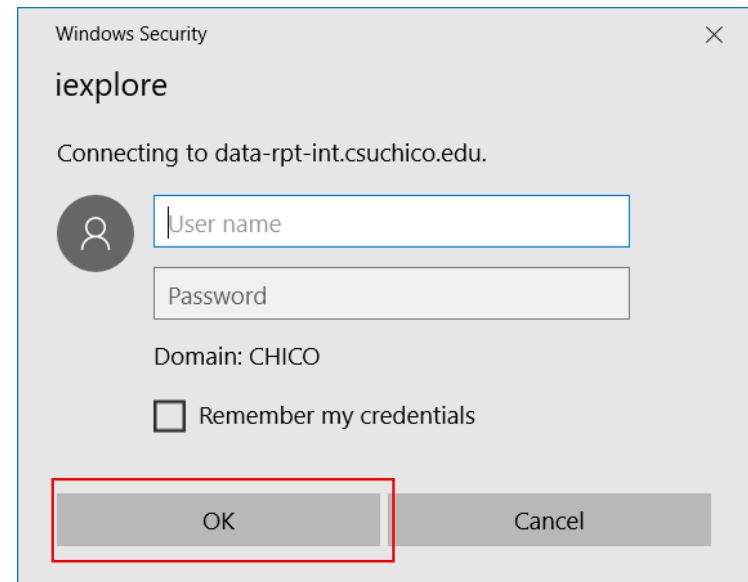 Windows Security
iexplore
Connecting to data-rpt-int.csuchico.edu.
User name
Password
Domain: CHICO
Remember my credentials
OK
Cancel